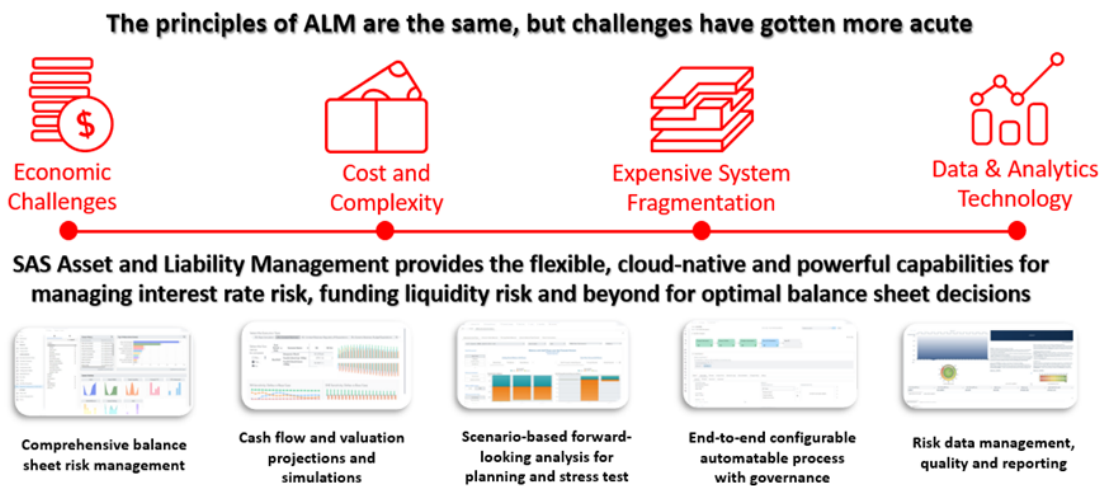 The principles of ALM are the same, but challenges have gotten more acute
$
Economic
Challenges
Cost and
Complexity
Expensive System
Fragmentation
Data & Analytics
Technology
SAS Asset and Liability Management provides the flexible, cloud-native and powerful capabilities for
managing interest rate risk, funding liquidity risk and beyond for optimal balance sheet decisions
Comprehensive balance
sheet risk management
Cash flow and valuation
projections and
simulations
Scenario-based forward-
looking analysis for
planning and stress test
End-to-end configurable
automatable process
with governance
Risk data management,
quality and reporting